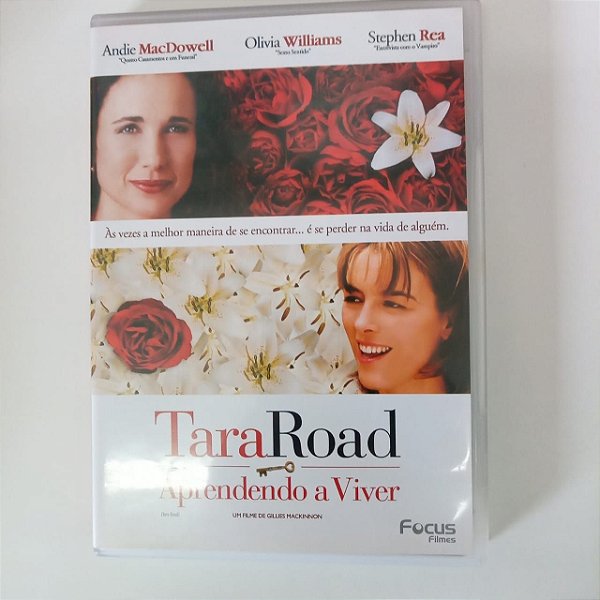 Andie MacDowell Olivia Williams Stephen Rea
"Quatro Casamentos e um Funeral" "Sexto Sentido" "Entrevista com o Vampiro"
Às vezes a melhor maneira de se encontrar... é se perder na vida de alguém.
TaraRoad
Aprendendo a Viver
(Tara Road) UM FILME DE GILLIES MACKINNON
Focus
Filmes